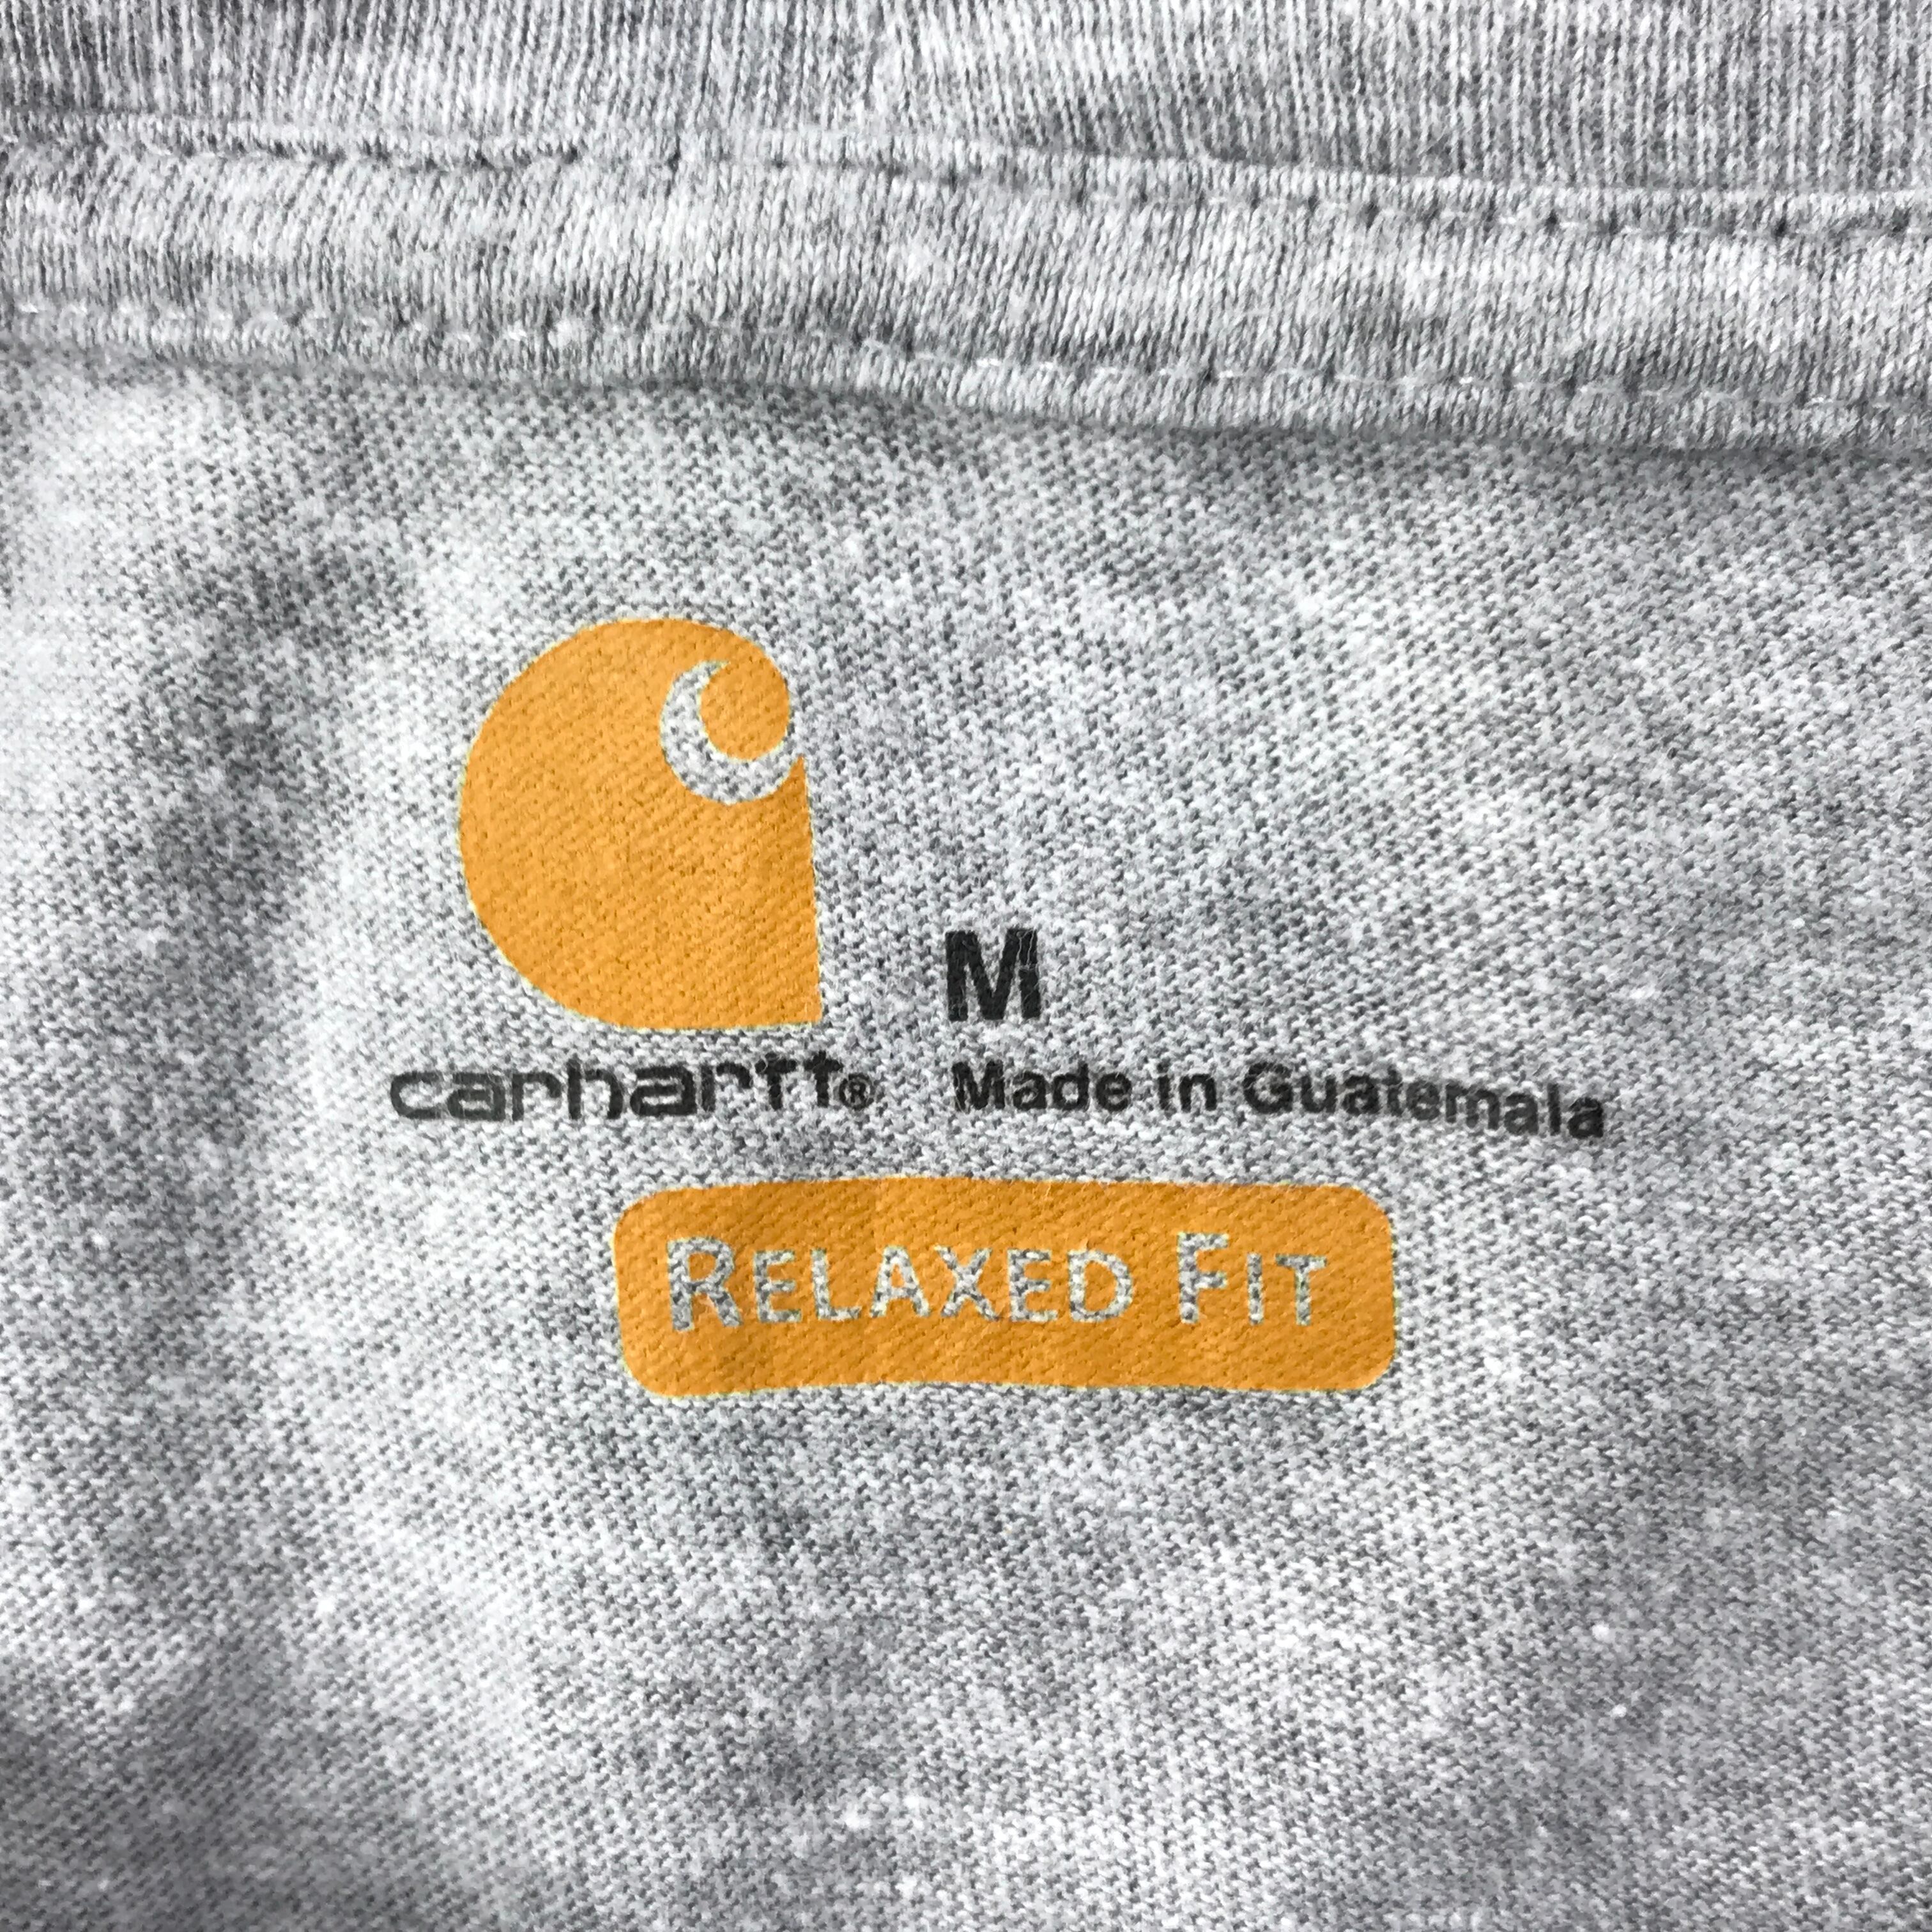 M
carhartt® Made in Guatemala
RELAXED FIT